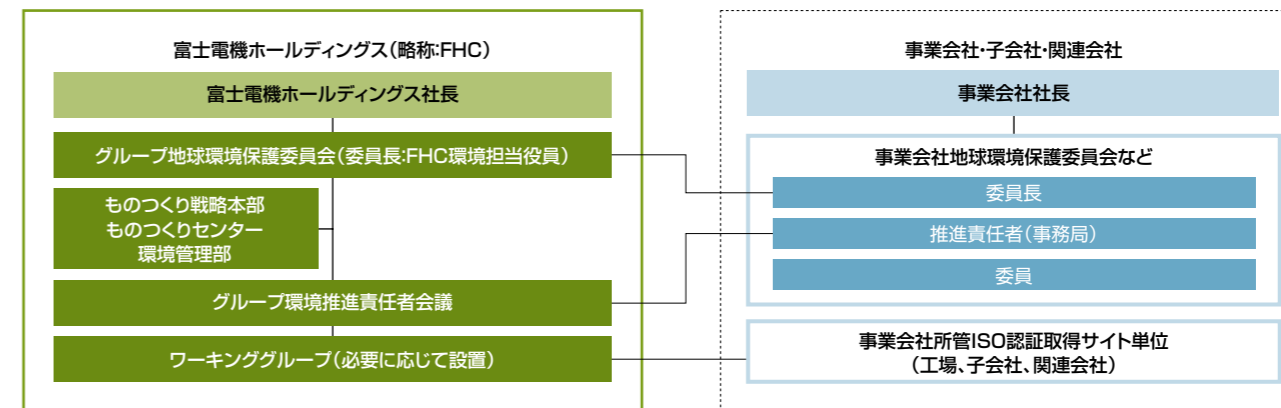 富士電機ホールディングス(略称:FHC)
富士電機ホールディングス社長
グループ地球環境保護委員会(委員長:FHC環境担当役員)
ものつくり戦略本部
ものつくりセンター
環境管理部
グループ環境推進責任者会議
ワーキンググループ(必要に応じて設置)
事業会社・子会社・関連会社
事業会社社長
事業会社地球環境保護委員会など
委員長
推進責任者(事務局)
委員
事業会社所管ISO認証取得サイト単位
(工場、子会社、関連会社)